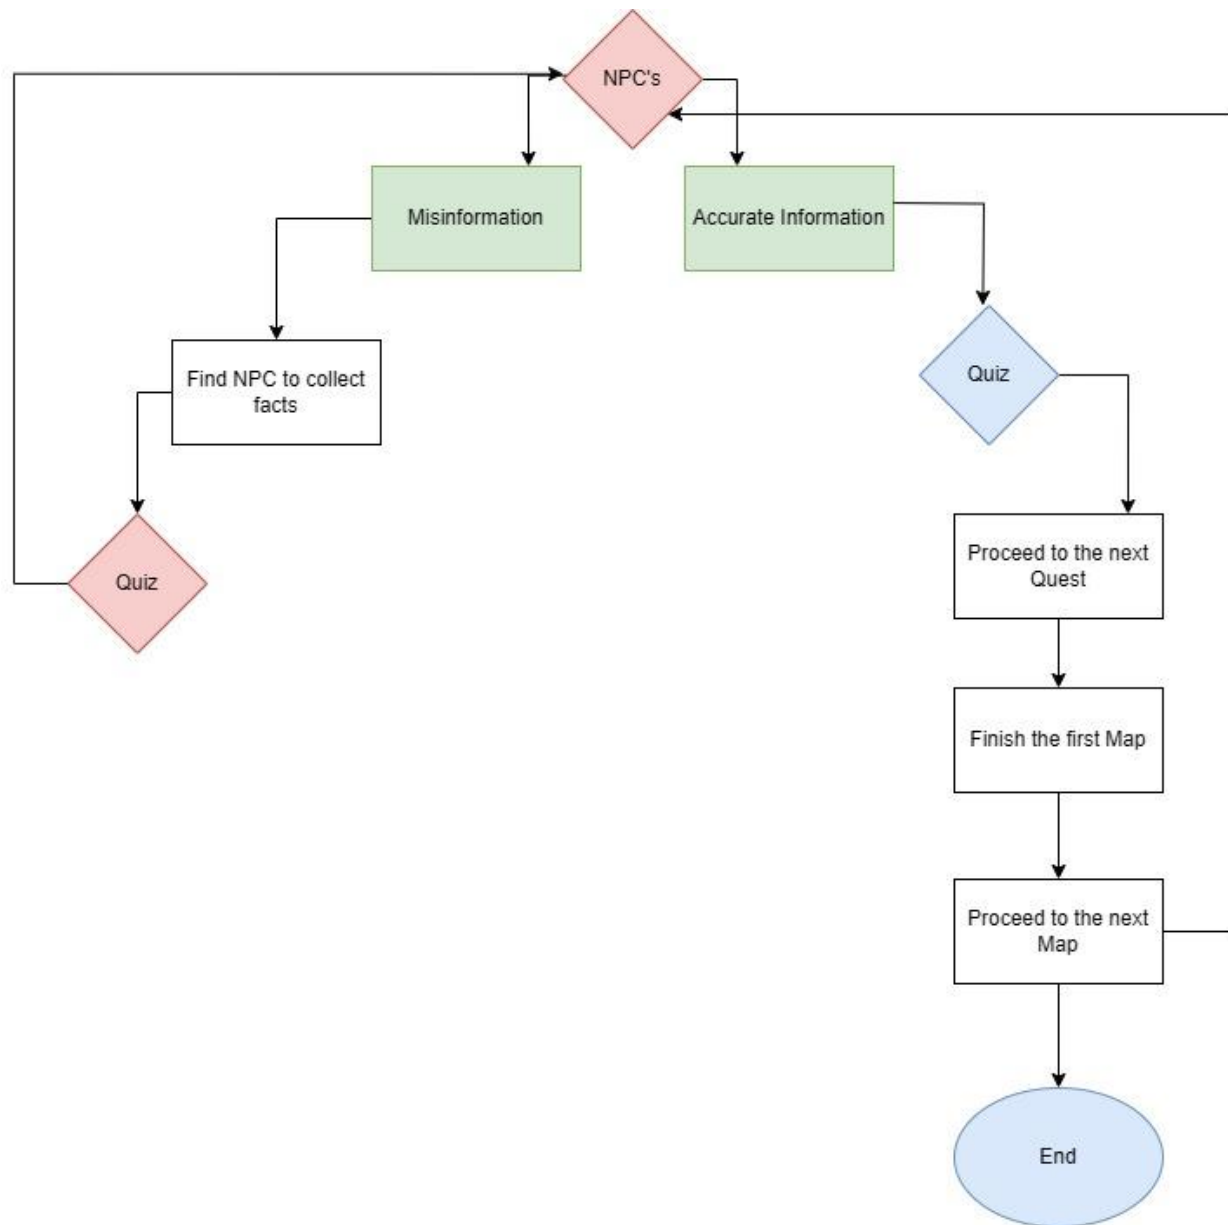 NPC's
Misinformation
Accurate Information
Find NPC to collect
facts
Quiz
Quiz
Proceed to the next
Quest
Finish the first Map
Proceed to the next
Map
End